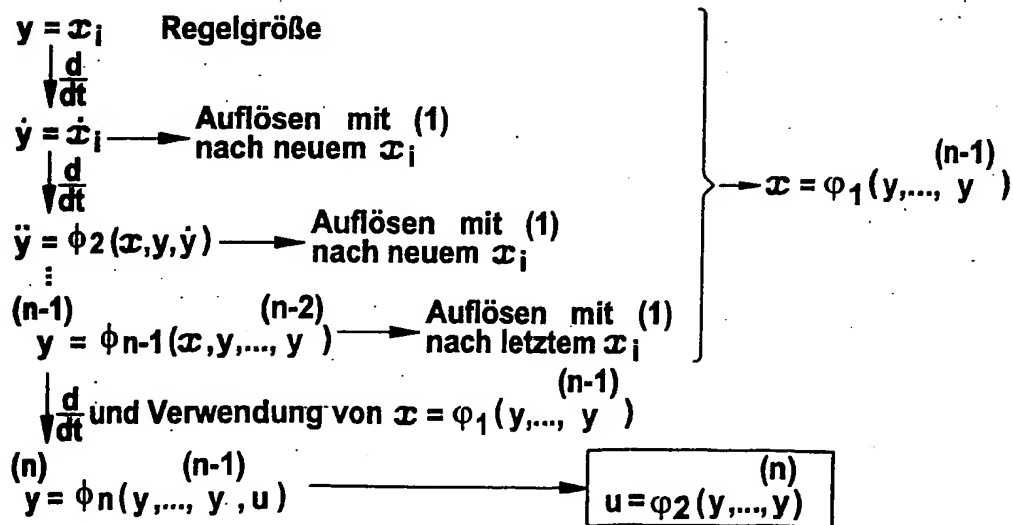 y = x_i Regelgröße
d/dt
ẏ = ẋ_i → Auflösen mit (1)
nach neuem x_i
d/dt
ÿ = ϕ2(x,y,ẏ) → Auflösen mit (1)
nach neuem x_i
⋮
(n-1) (n-2)
y = ϕn-1(x,y,..., y) → Auflösen mit (1)
nach letztem x_i
(n-1)
→ x = φ1(y,..., y)
(n-1)
d/dt und Verwendung von x = φ1(y,..., y)
(n) (n-1)
y = ϕn(y,..., y,u) →
(n)
u=φ2(y,...,y)